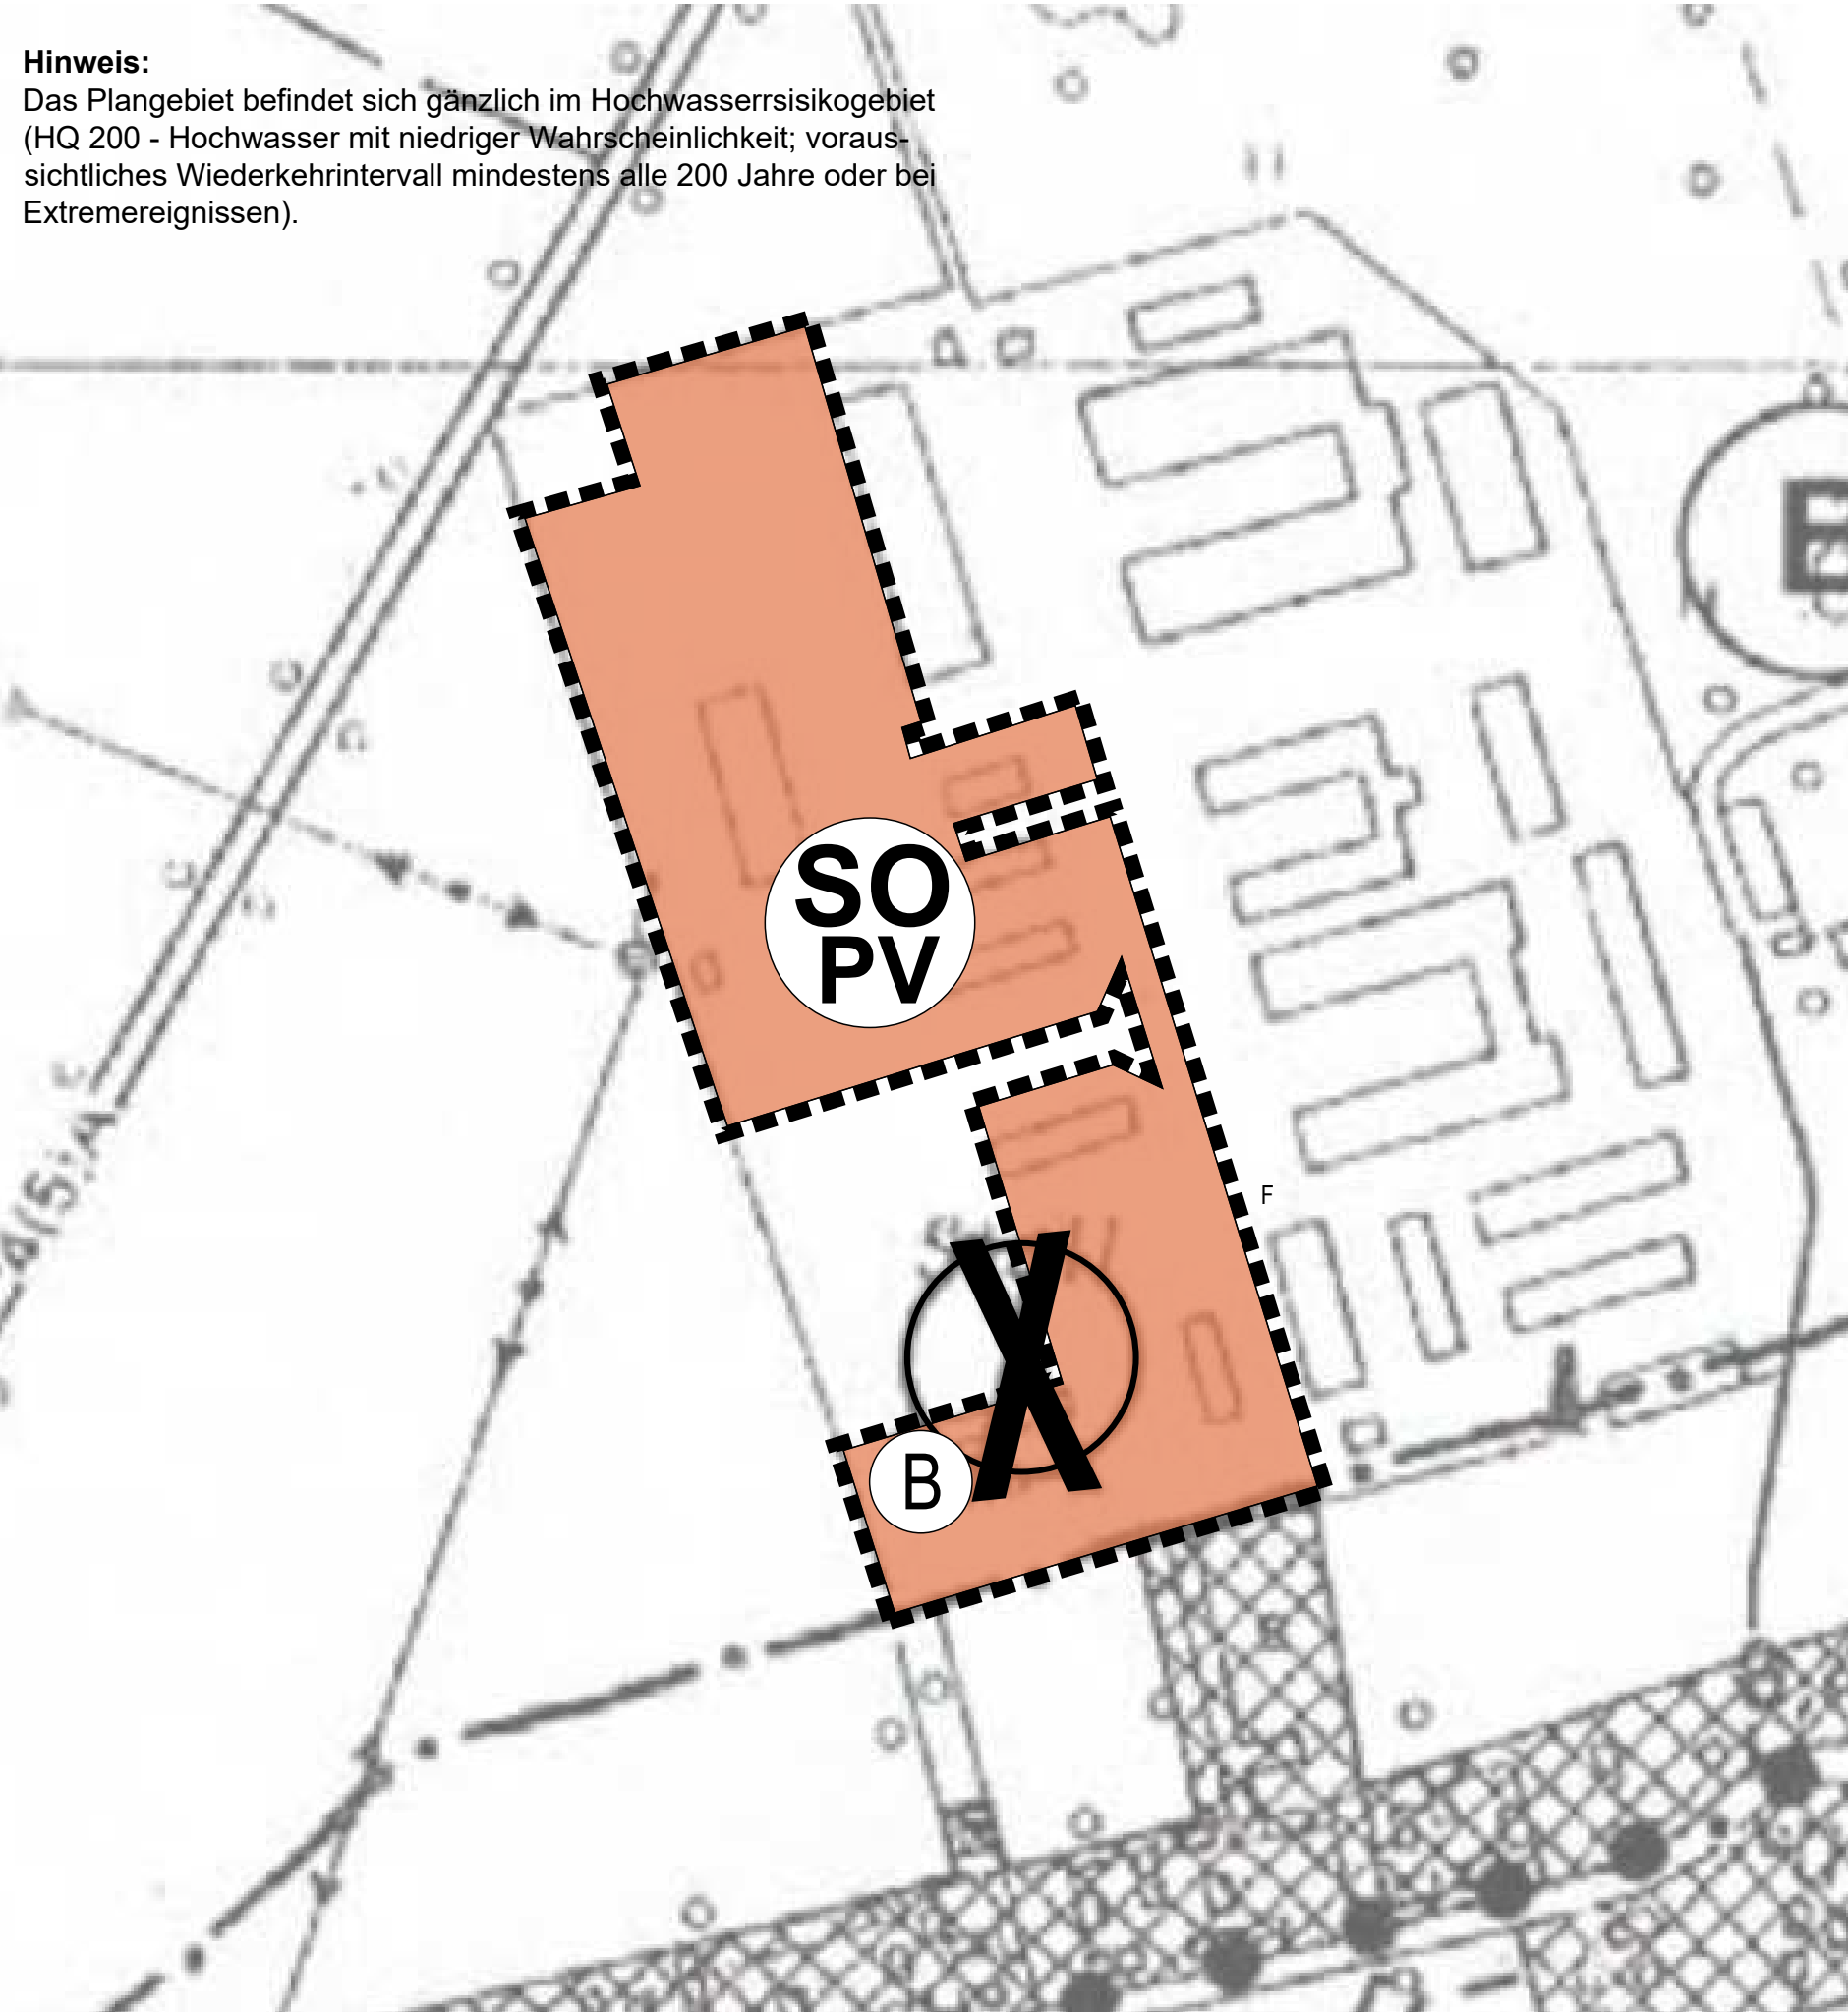 Hinweis:
Das Plangebiet befindet sich gänzlich im Hochwasserrsisikogebiet
(HQ 200 - Hochwasser mit niedriger Wahrscheinlichkeit; voraus-
sichtliches Wiederkehrintervall mindestens alle 200 Jahre oder bei
Extremereignissen).
SO
PV
F
B